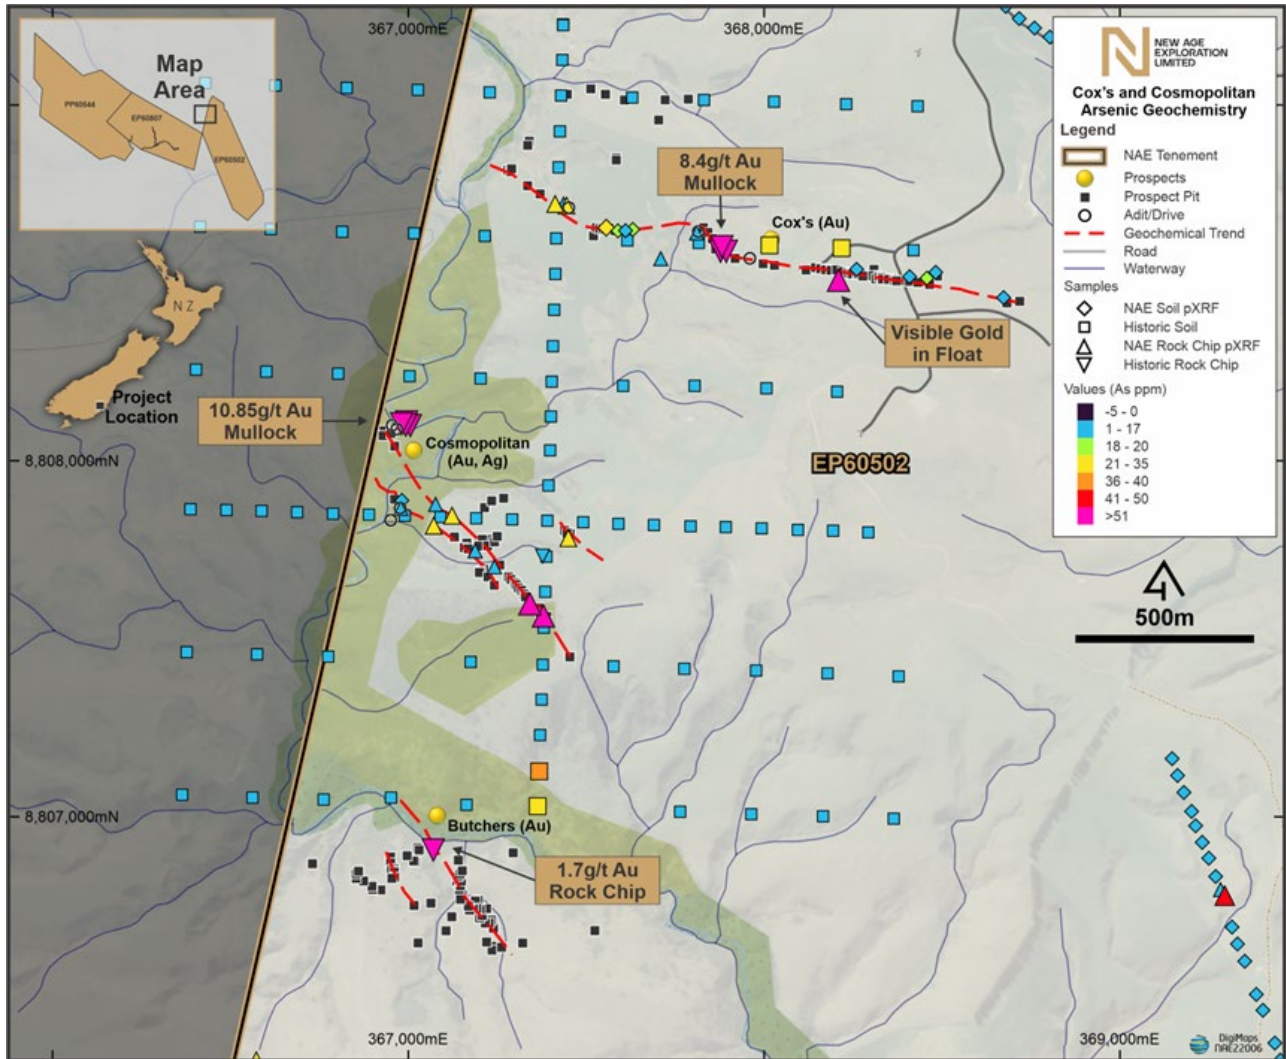 367,000mE
368,000mE
Map
Area
PP60544
EP60807
EP60502
NZ
Project
Location
8.4g/t Au
Mullock
Cox's (Au)
Visible Gold
in Float
10.85g/t Au
Mullock
Cosmopolitan
(Au, Ag)
8,808,000mN
EP60502
8,807,000mN
Butchers (Au)
1.7g/t Au
Rock Chip
367,000mE
369,000mE
NEW AGE
EXPLORATION
LIMITED
Cox's and Cosmopolitan
Arsenic Geochemistry
Legend
NAE Tenement
Prospects
Prospect Pit
Adit/Drive
Geochemical Trend
Road
Waterway
Samples
NAE Soil pXRF
Historic Soil
NAE Rock Chip pXRF
Historic Rock Chip
Values (As ppm)
-5 - 0
1 - 17
18 - 20
21 - 35
36 - 40
41 - 50
>51
500m
DigiMaps
NAE22006